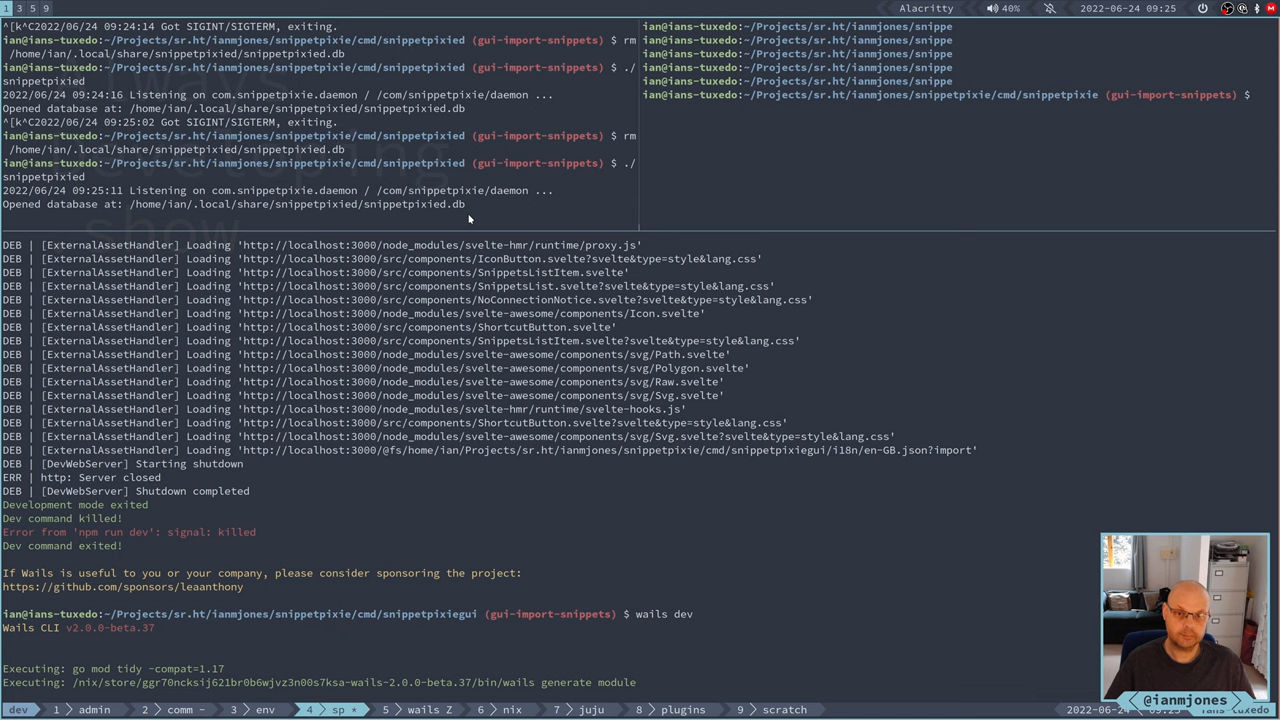 1 3 5 9
Alacritty 40% 2022-06-24 09:25
^[k^C2022/06/24 09:24:14 Got SIGINT/SIGTERM, exiting.
ian@ians-tuxedo:~/Projects/sr.ht/ianmjones/snippetpixie/cmd/snippetpixied (gui-import-snippets) $ rm
/home/ian/.local/share/snippetpixied/snippetpixied.db
ian@ians-tuxedo:~/Projects/sr.ht/ianmjones/snippetpixie/cmd/snippetpixied (gui-import-snippets) $ ./
snippetpixied
2022/06/24 09:24:16 Listening on com.snippetpixie.daemon / /com/snippetpixie/daemon ...
Opened database at: /home/ian/.local/share/snippetpixied/snippetpixied.db
^[k^C2022/06/24 09:25:02 Got SIGINT/SIGTERM, exiting.
ian@ians-tuxedo:~/Projects/sr.ht/ianmjones/snippetpixie/cmd/snippetpixied (gui-import-snippets) $ rm
/home/ian/.local/share/snippetpixied/snippetpixied.db
ian@ians-tuxedo:~/Projects/sr.ht/ianmjones/snippetpixie/cmd/snippetpixied (gui-import-snippets) $ ./
snippetpixied
2022/06/24 09:25:11 Listening on com.snippetpixie.daemon / /com/snippetpixie/daemon ...
Opened database at: /home/ian/.local/share/snippetpixied/snippetpixied.db
ian@ians-tuxedo:~/Projects/sr.ht/ianmjones/snippe
ian@ians-tuxedo:~/Projects/sr.ht/ianmjones/snippe
ian@ians-tuxedo:~/Projects/sr.ht/ianmjones/snippe
ian@ians-tuxedo:~/Projects/sr.ht/ianmjones/snippe
ian@ians-tuxedo:~/Projects/sr.ht/ianmjones/snippe
ian@ians-tuxedo:~/Projects/sr.ht/ianmjones/snippetpixie/cmd/snippetpixie (gui-import-snippets) $
show
DEB | [ExternalAssetHandler] Loading 'http://localhost:3000/node_modules/svelte-hmr/runtime/proxy.js'
DEB | [ExternalAssetHandler] Loading 'http://localhost:3000/src/components/IconButton.svelte?svelte&type=style&lang.css'
DEB | [ExternalAssetHandler] Loading 'http://localhost:3000/src/components/SnippetsListItem.svelte'
DEB | [ExternalAssetHandler] Loading 'http://localhost:3000/src/components/SnippetsList.svelte?svelte&type=style&lang.css'
DEB | [ExternalAssetHandler] Loading 'http://localhost:3000/src/components/NoConnectionNotice.svelte?svelte&type=style&lang.css'
DEB | [ExternalAssetHandler] Loading 'http://localhost:3000/node_modules/svelte-awesome/components/Icon.svelte'
DEB | [ExternalAssetHandler] Loading 'http://localhost:3000/src/components/ShortcutButton.svelte'
DEB | [ExternalAssetHandler] Loading 'http://localhost:3000/src/components/SnippetsListItem.svelte?svelte&type=style&lang.css'
DEB | [ExternalAssetHandler] Loading 'http://localhost:3000/node_modules/svelte-awesome/components/svg/Path.svelte'
DEB | [ExternalAssetHandler] Loading 'http://localhost:3000/node_modules/svelte-awesome/components/svg/Polygon.svelte'
DEB | [ExternalAssetHandler] Loading 'http://localhost:3000/node_modules/svelte-awesome/components/svg/Raw.svelte'
DEB | [ExternalAssetHandler] Loading 'http://localhost:3000/node_modules/svelte-awesome/components/svg/Svg.svelte'
DEB | [ExternalAssetHandler] Loading 'http://localhost:3000/node_modules/svelte-hmr/runtime/svelte-hooks.js'
DEB | [ExternalAssetHandler] Loading 'http://localhost:3000/src/components/ShortcutButton.svelte?svelte&type=style&lang.css'
DEB | [ExternalAssetHandler] Loading 'http://localhost:3000/node_modules/svelte-awesome/components/svg/Svg.svelte?svelte&type=style&lang.css'
DEB | [ExternalAssetHandler] Loading 'http://localhost:3000/@fs/home/ian/Projects/sr.ht/ianmjones/snippetpixie/cmd/snippetpixiegui/i18n/en-GB.json?import'
DEB | [DevWebServer] Starting shutdown
ERR | http: Server closed
DEB | [DevWebServer] Shutdown completed
Development mode exited
Dev command killed!
Error from 'npm run dev': signal: killed
Dev command exited!
If Wails is useful to you or your company, please consider sponsoring the project:
https://github.com/sponsors/leaanthony
ian@ians-tuxedo:~/Projects/sr.ht/ianmjones/snippetpixie/cmd/snippetpixiegui (gui-import-snippets) $ wails dev
Wails CLI v2.0.0-beta.37
Executing: go mod tidy -compat=1.17
Executing: /nix/store/ggr70ncksij621br0b6wjvz3n00s7ksa-wails-2.0.0-beta.37/bin/wails generate module
@ianmjones
dev 1 admin 2 comm - 3 env 4 sp * 5 wails Z 6 nix 7 juju 8 plugins 9 scratch 2022-06-24